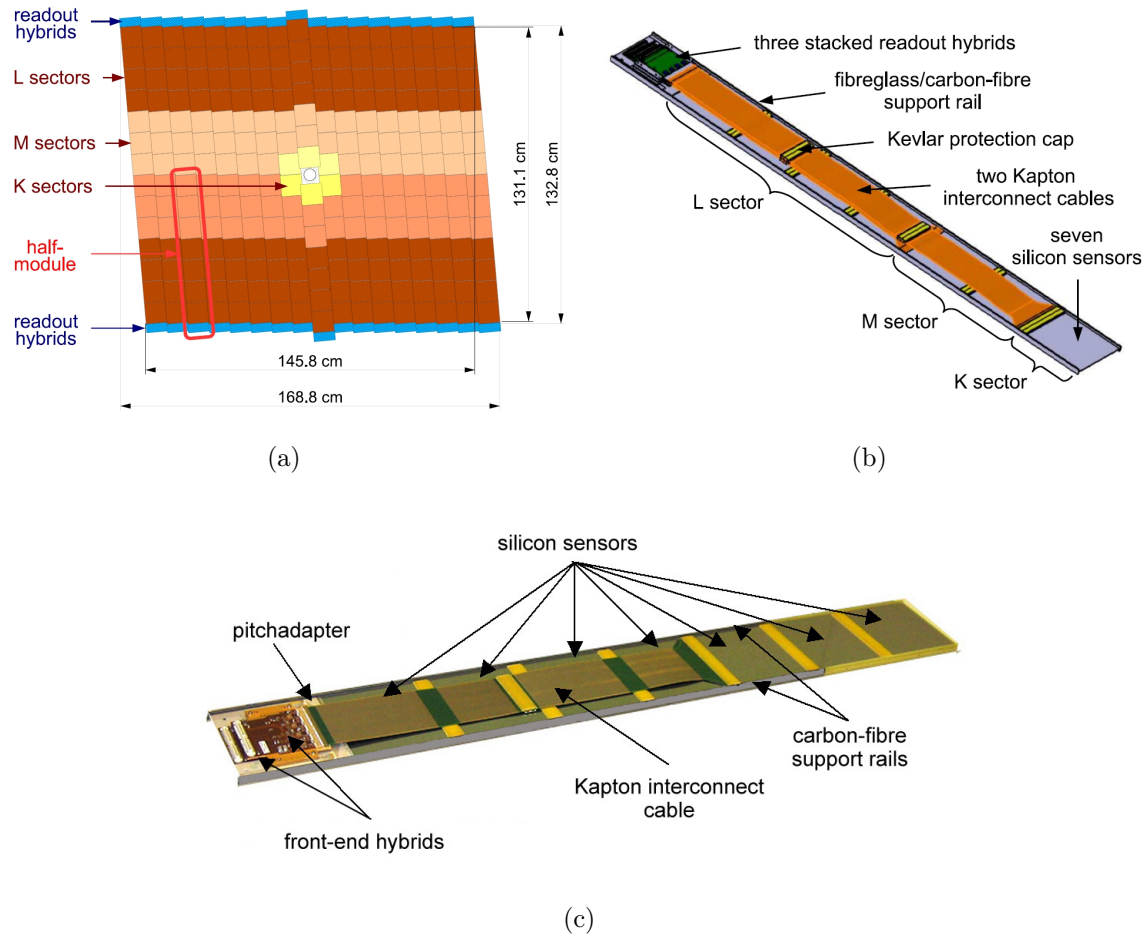 readout
hybrids
L sectors
M sectors
K sectors
half-
module
readout
hybrids
131.1 cm
132.8 cm
145.8 cm
168.8 cm
(a)
three stacked readout hybrids
fibreglass/carbon-fibre
support rail
Kevlar protection cap
two Kapton
interconnect cables
seven
silicon sensors
L sector
M sector
K sector
(b)
silicon sensors
pitchadapter
carbon-fibre
support rails
Kapton interconnect
cable
front-end hybrids
(c)